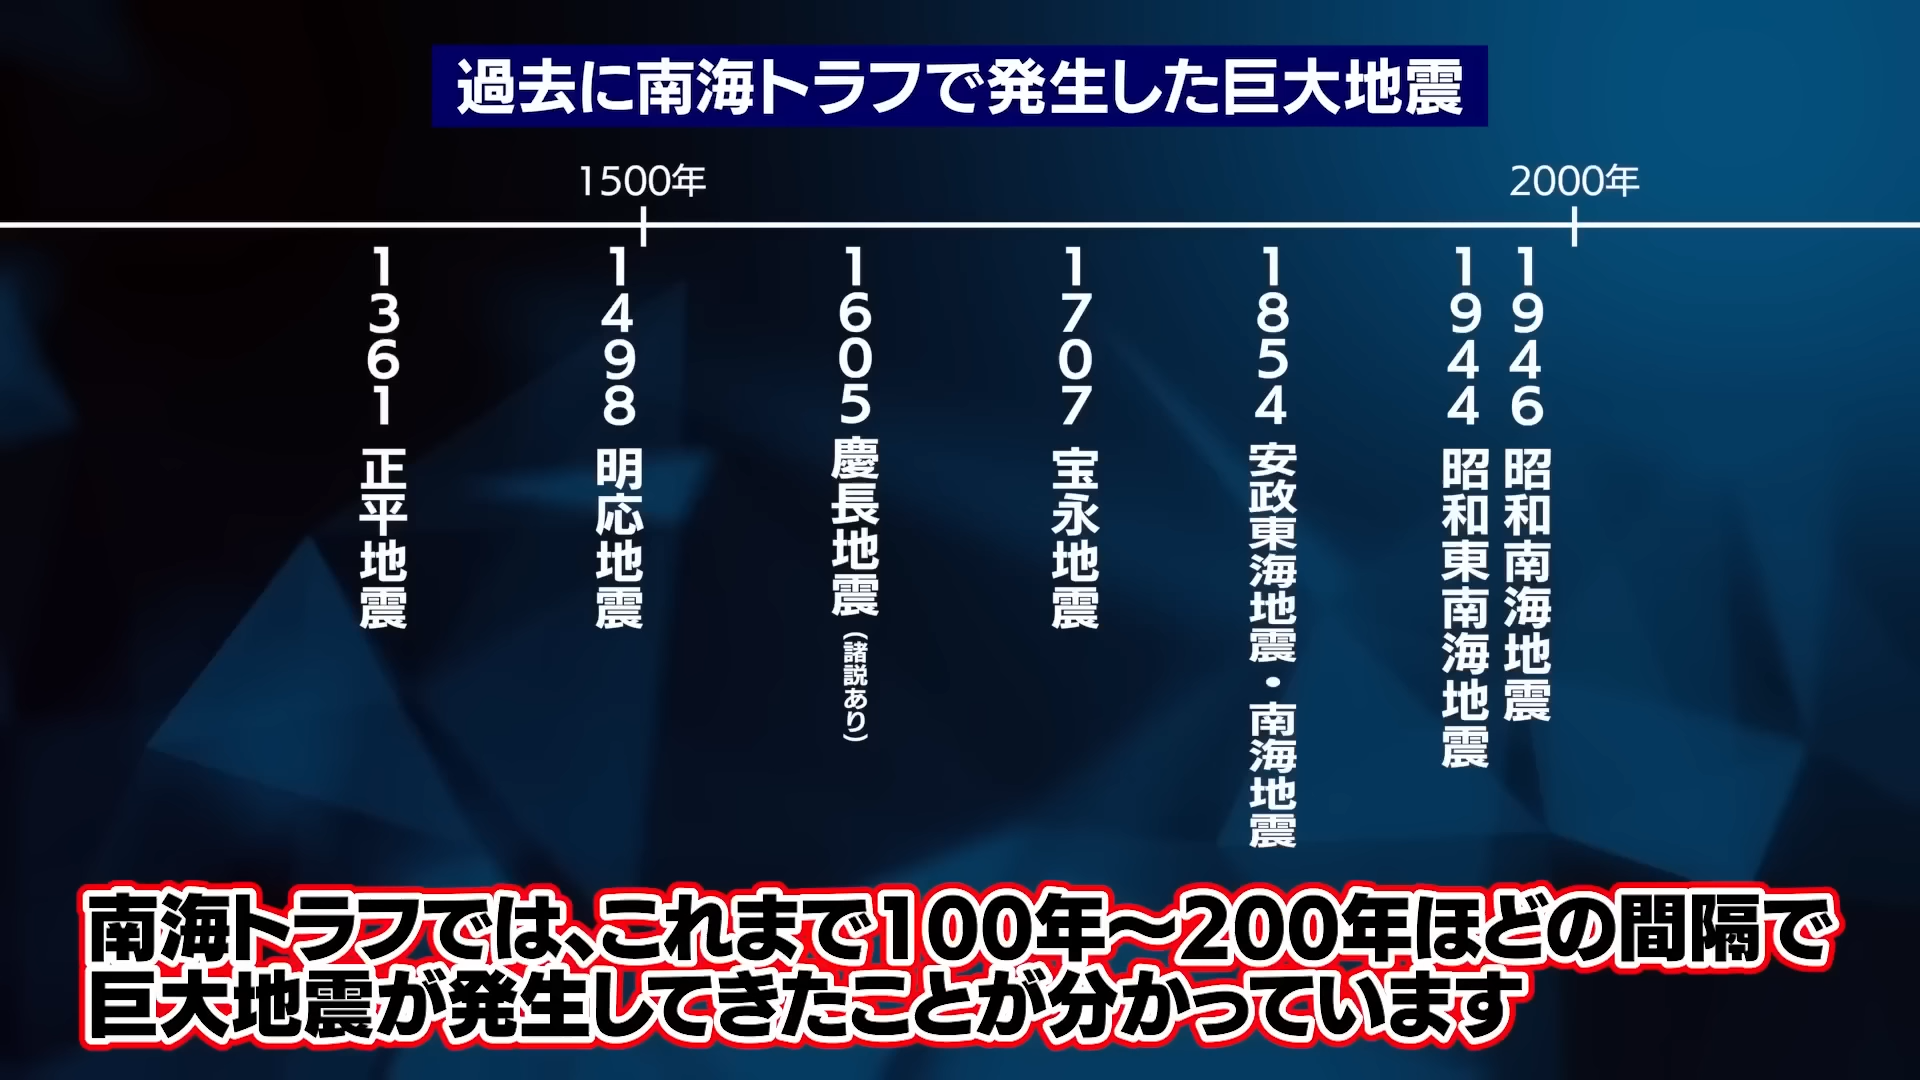 過去に南海トラフで発生した巨大地震
1500年
2000年
1361 正平地震
1498 明応地震
1605 慶長地震(諸説あり)
1707 宝永地震
1854 安政東海地震・南海地震
1944 昭和東南海地震
1946 昭和南海地震
南海トラフでは、これまで100年〜200年ほどの間隔で
巨大地震が発生してきたことが分かっています